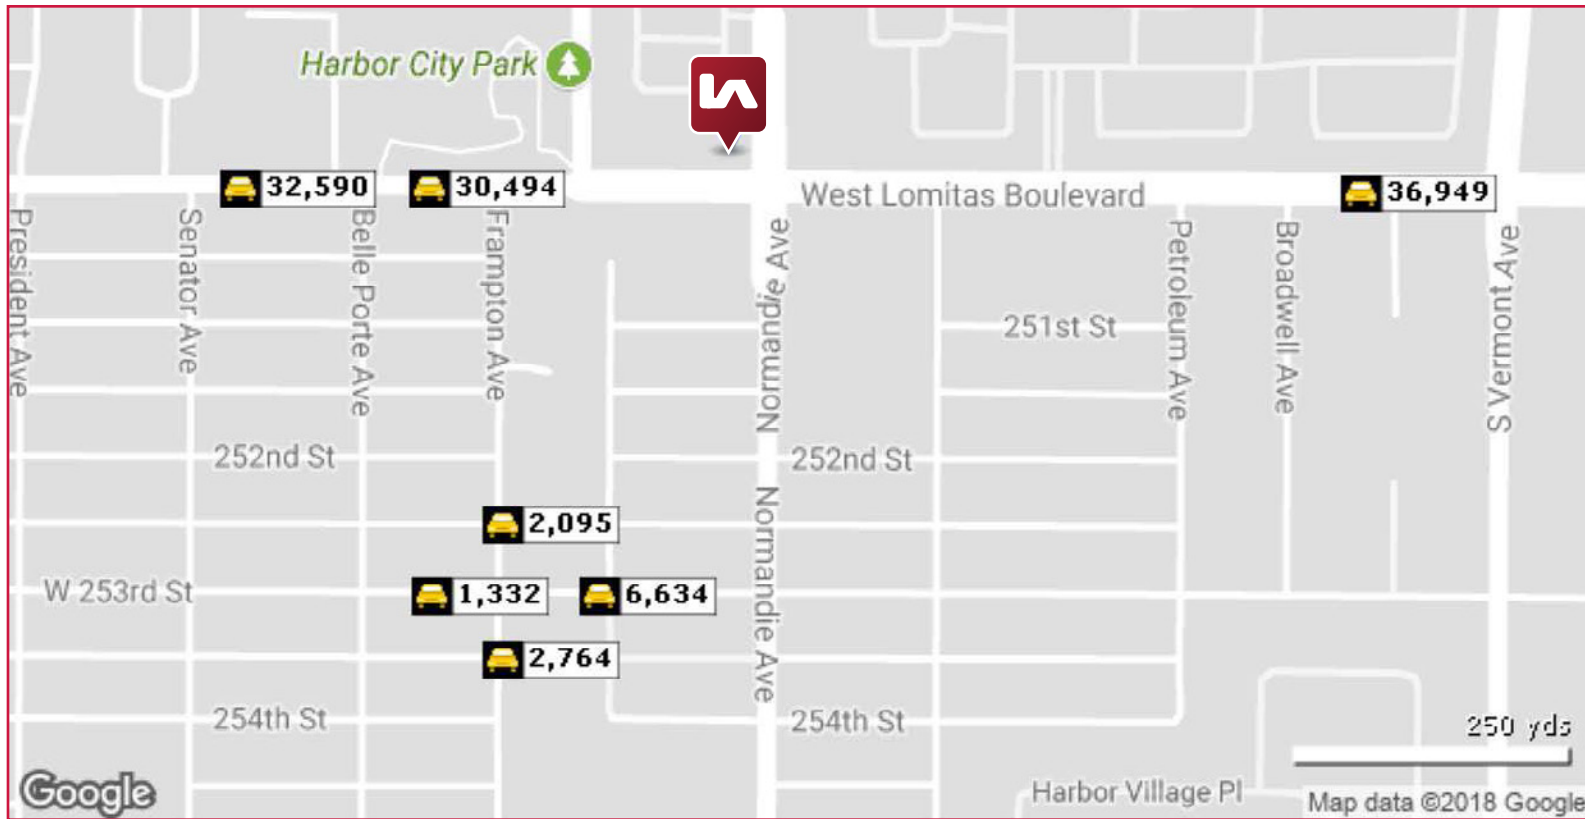 Harbor City Park
32,590
30,494
West Lomitas Boulevard
36,949
President Ave
Senator Ave
Belle Porte Ave
Frampton Ave
Normandie Ave
Petroleum Ave
Broadwell Ave
S Vermont Ave
251st St
252nd St
252nd St
2,095
Normandie Ave
W 253rd St
1,332
6,634
2,764
254th St
254th St
250 yds
Google
Harbor Village Pl
Map data ©2018 Google